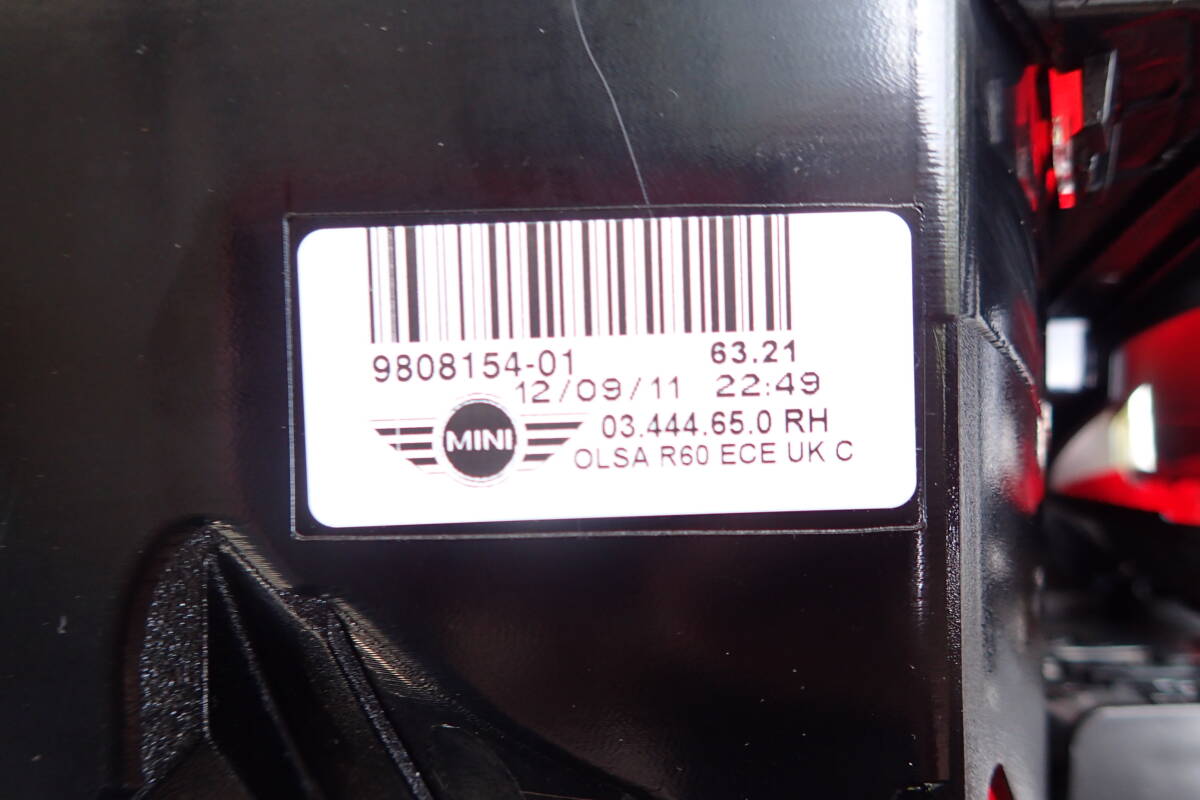 9808154-01 63.21
12/09/11 22:49
MINI 03.444.65.0 RH
OLSA R60 ECE UK C